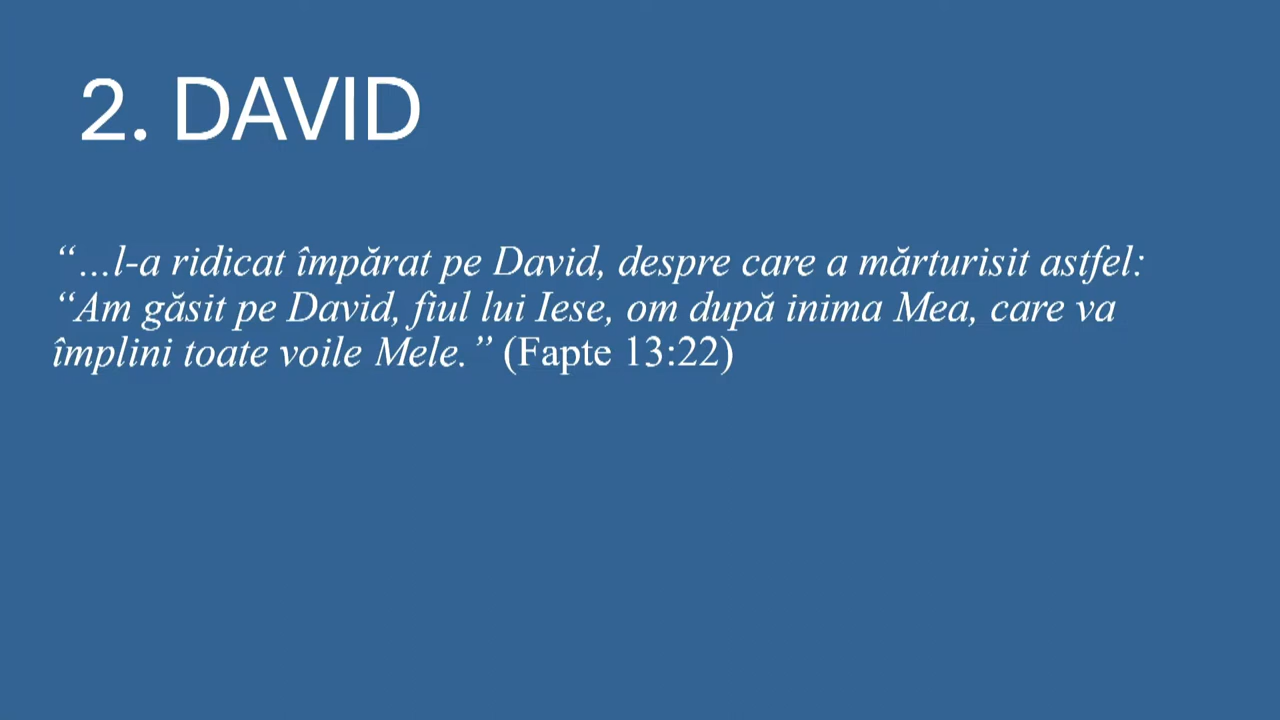 2. DAVID
“...l-a ridicat împărat pe David, despre care a mărturisit astfel:
“Am găsit pe David, fiul lui Iese, om după inima Mea, care va
împlini toate voile Mele.” (Fapte 13:22)